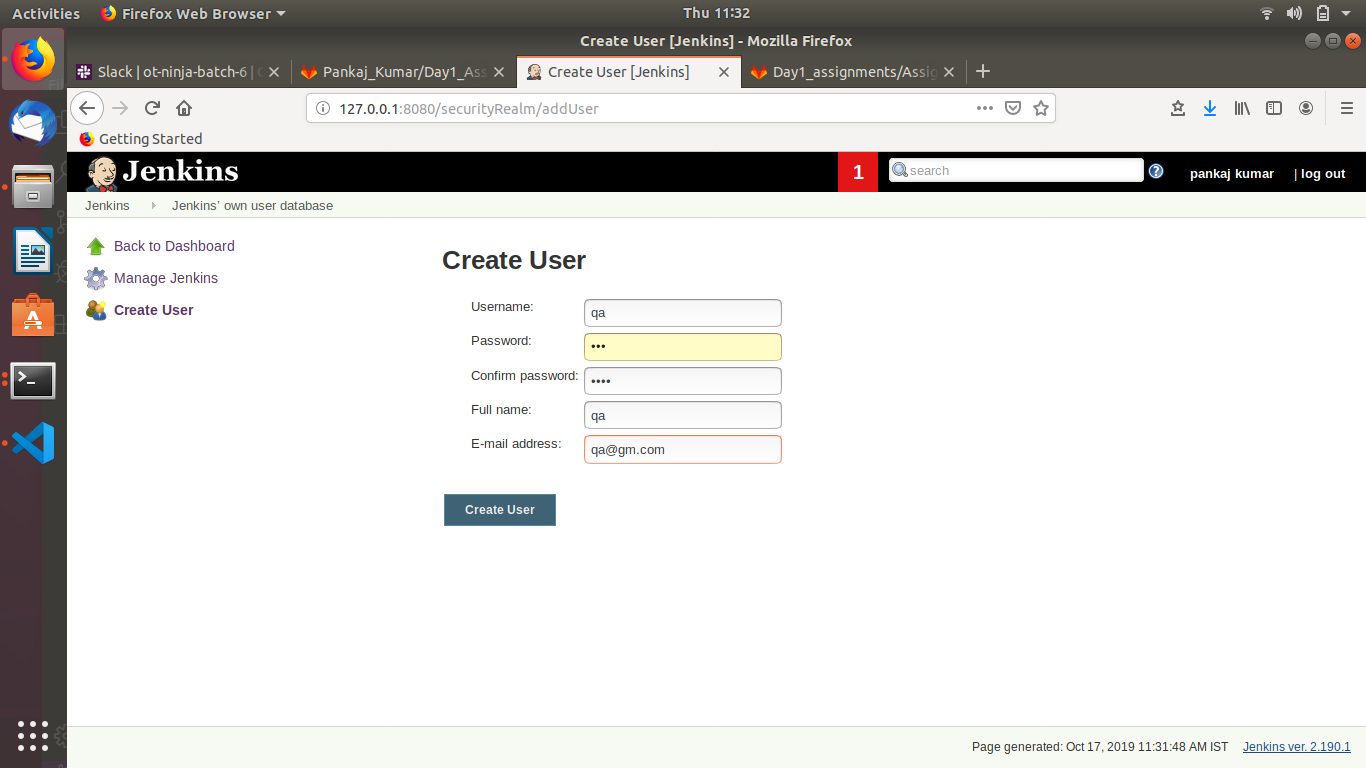 Activities Firefox Web Browser Thu 11:32
Create User [Jenkins] - Mozilla Firefox
Slack | ot-ninja-batch-6 | Pankaj_Kumar/Day1_Ass Create User [Jenkins] Day1_assignments/Assig
127.0.0.1:8080/securityRealm/addUser
Getting Started
Jenkins 1 search pankaj kumar | log out
Jenkins Jenkins' own user database
Back to Dashboard
Manage Jenkins
Create User
Create User
Username: qa
Password: •••
Confirm password: ••••
Full name: qa
E-mail address: qa@gm.com
Create User
Page generated: Oct 17, 2019 11:31:48 AM IST Jenkins ver. 2.190.1